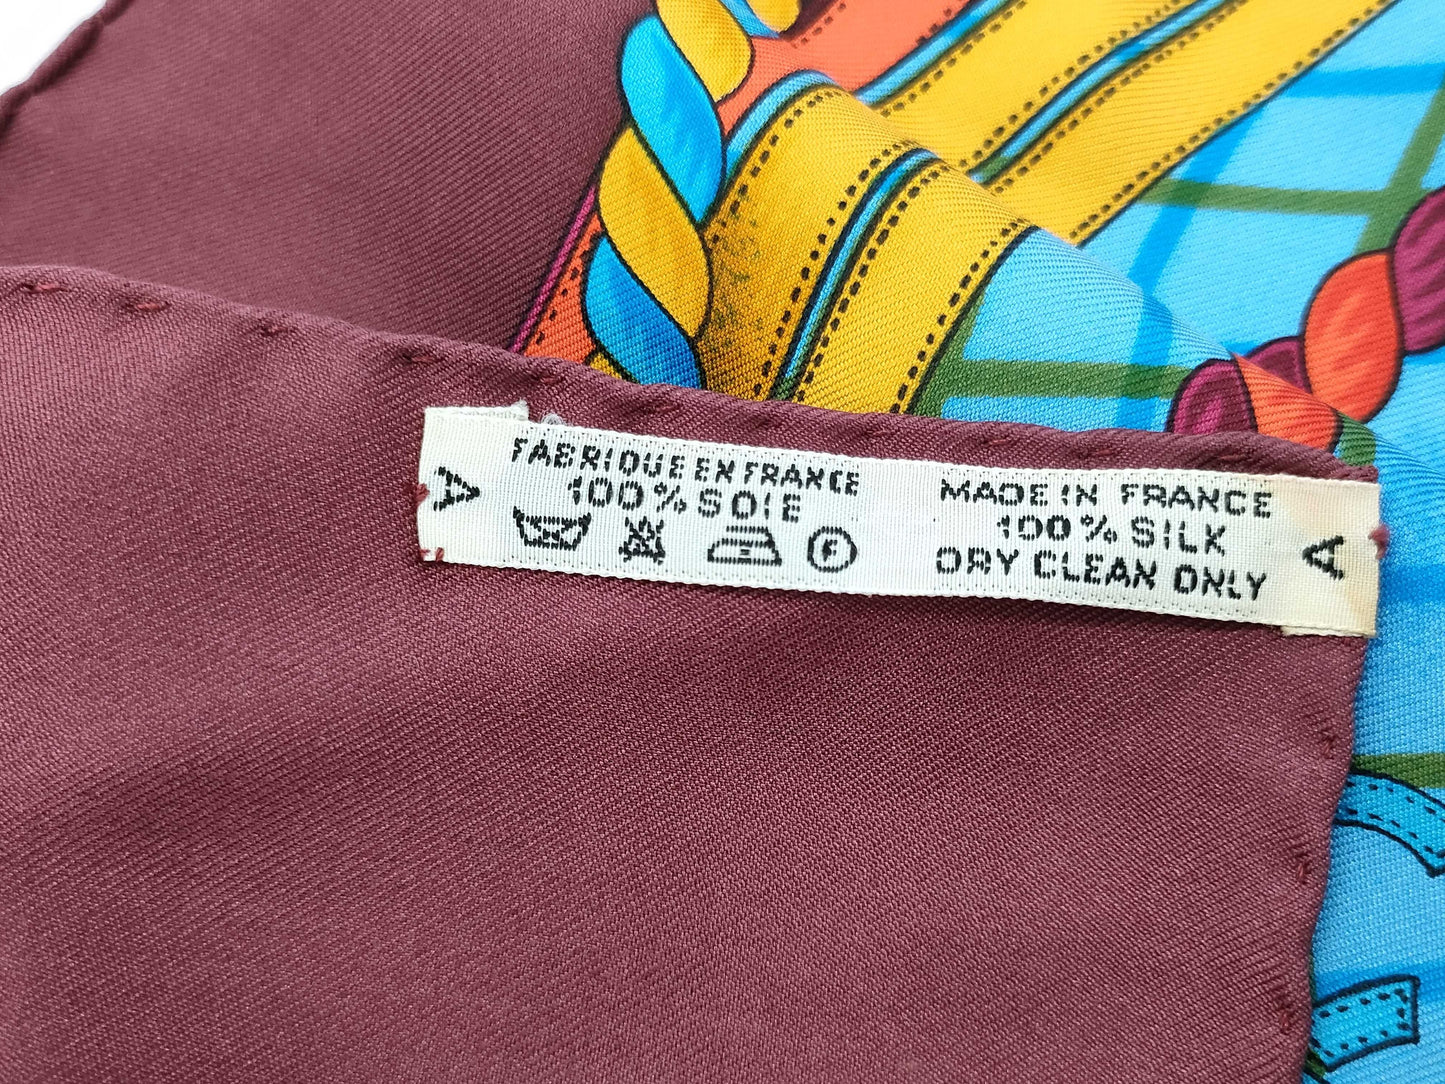 A
FABRIQUE EN FRANCE
100% SOIE
F
MADE IN FRANCE
100% SILK
DRY CLEAN ONLY
A